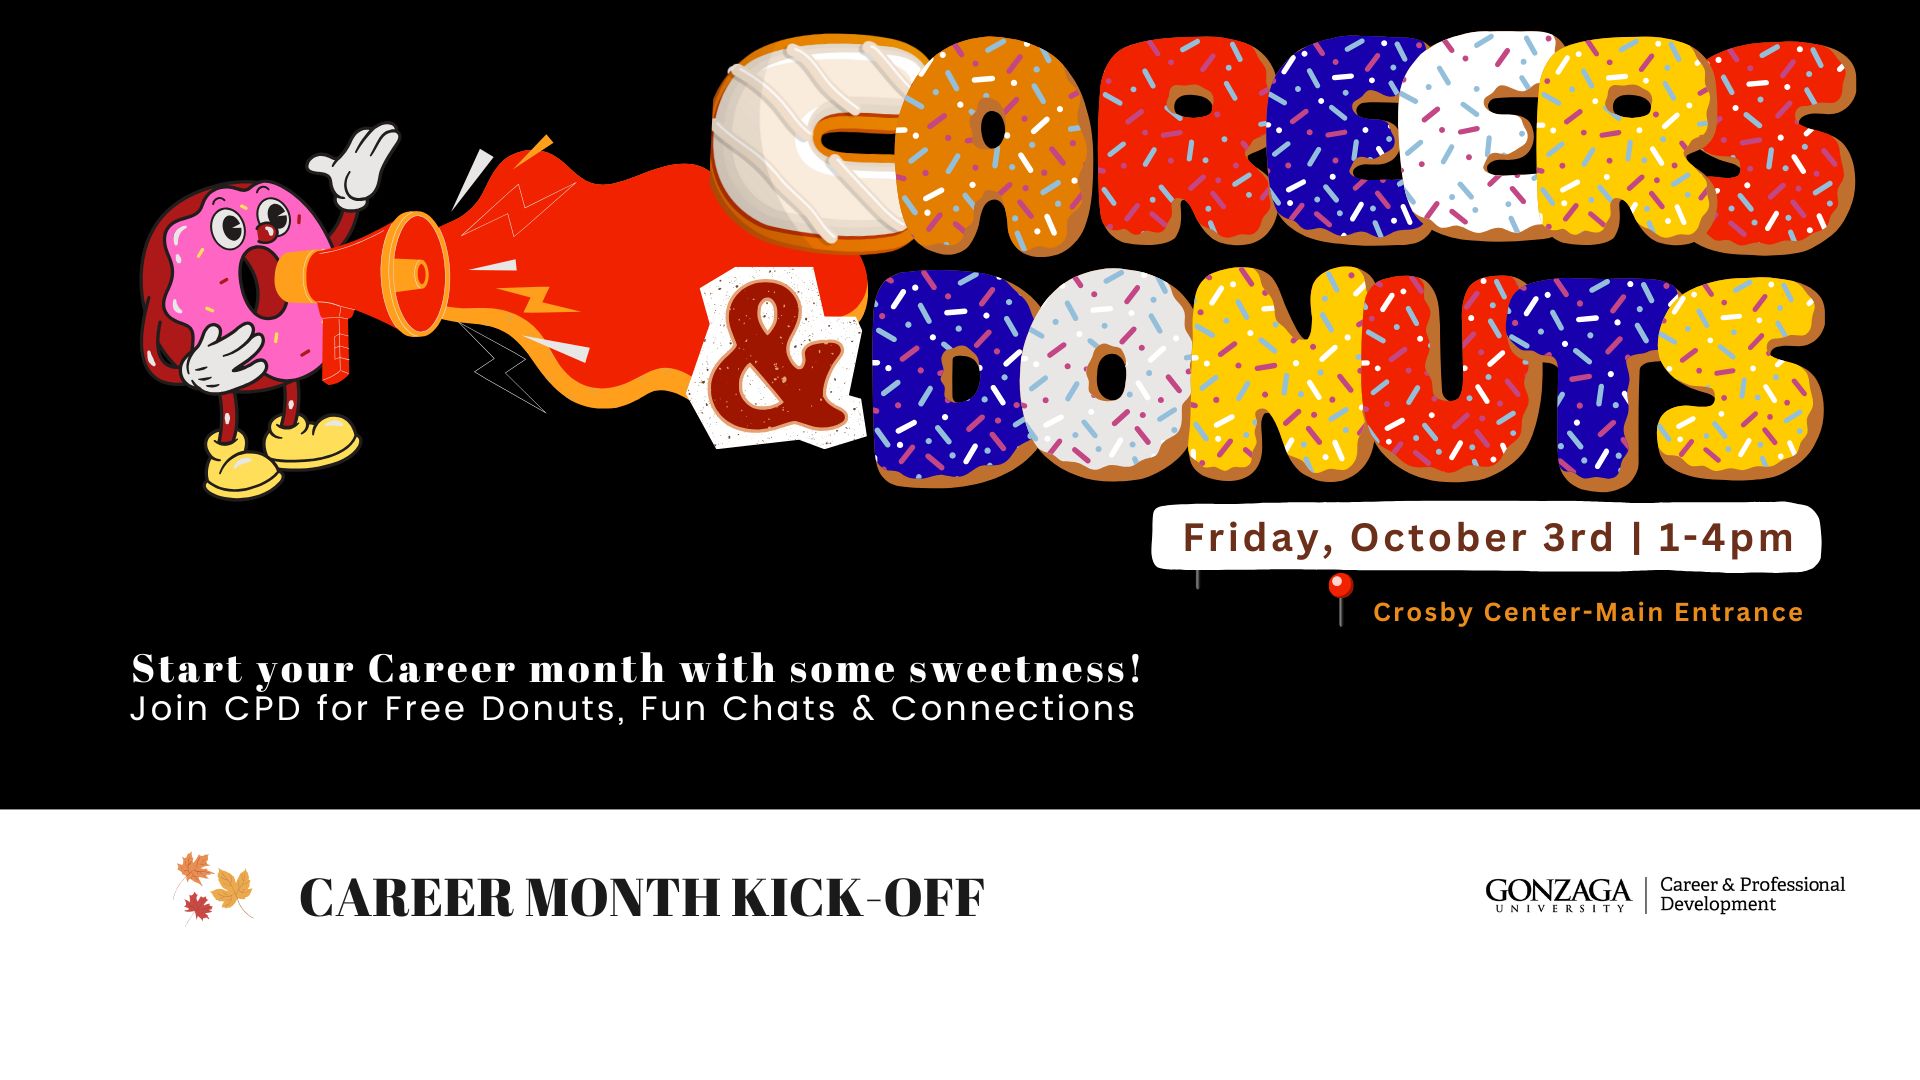 CAREERS
& DONUTS
Friday, October 3rd | 1-4pm
Crosby Center-Main Entrance
Start your Career month with some sweetness!
Join CPD for Free Donuts, Fun Chats & Connections
CAREER MONTH KICK-OFF
GONZAGA
UNIVERSITY
Career & Professional
Development